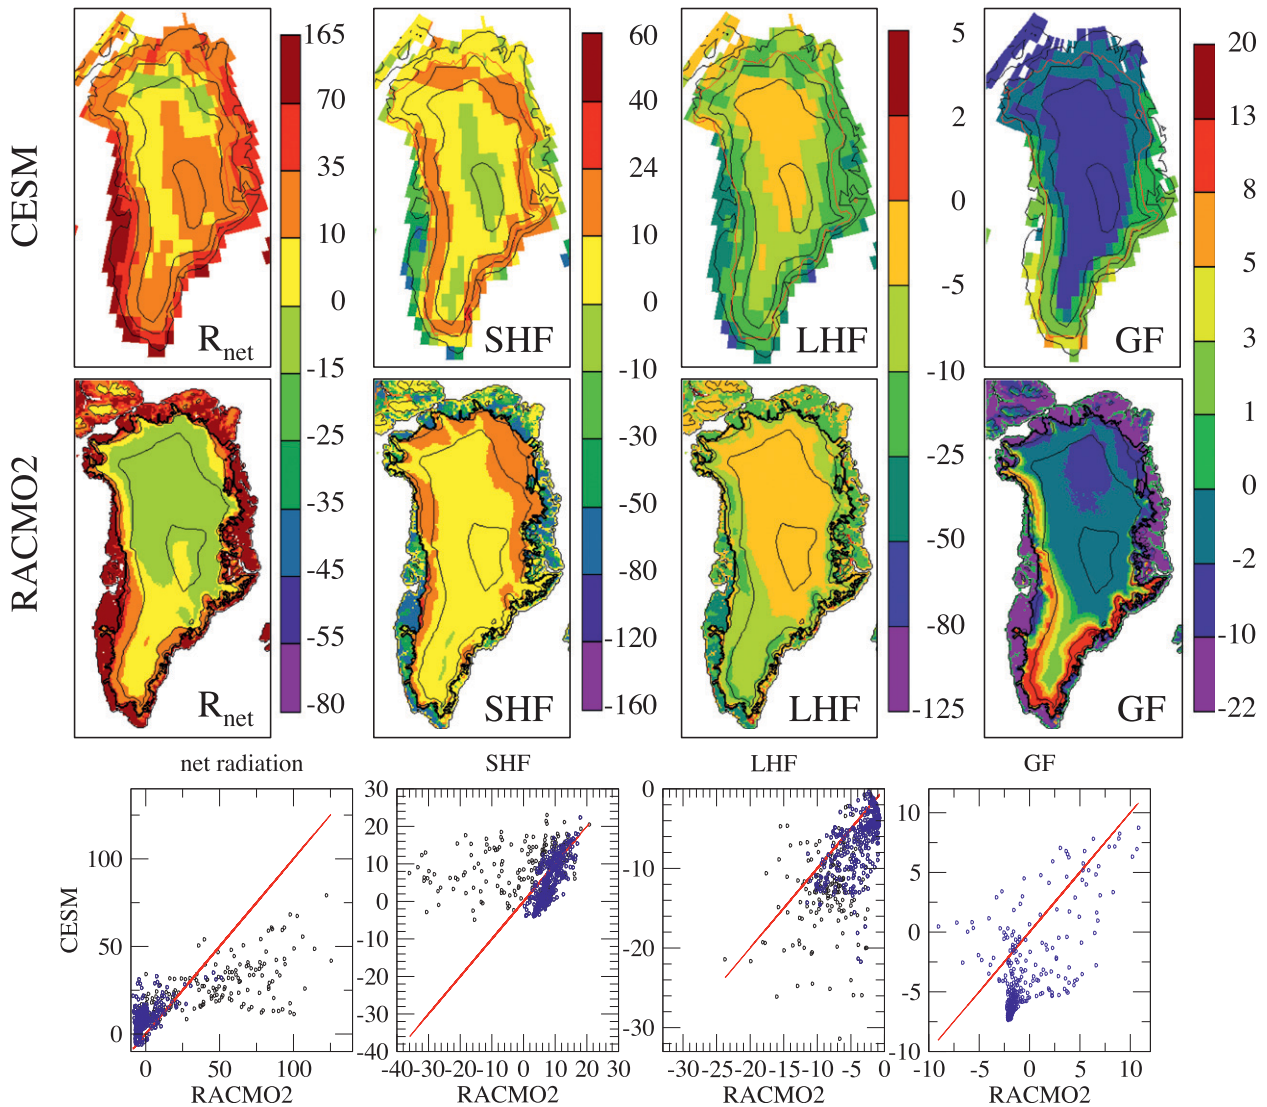 CESM
R_net
165
70
35
10
0
-15
-25
-35
-45
-55
-80
SHF
60
40
24
10
0
-10
-30
-50
-80
-120
-160
LHF
5
2
0
-5
-10
-25
-50
-80
-125
GF
20
13
8
5
3
1
0
-2
-10
-22
RACMO2
R_net
SHF
LHF
GF
net radiation
SHF
LHF
GF
CESM
100
50
0
0 50 100
RACMO2
30
20
10
0
-10
-20
-30
-40
-40 -30 -20 -10 0 10 20 30
RACMO2
0
-10
-20
-30
-30 -25 -20 -15 -10 -5 0
RACMO2
10
5
0
-5
-10
-10 -5 0 5 10
RACMO2